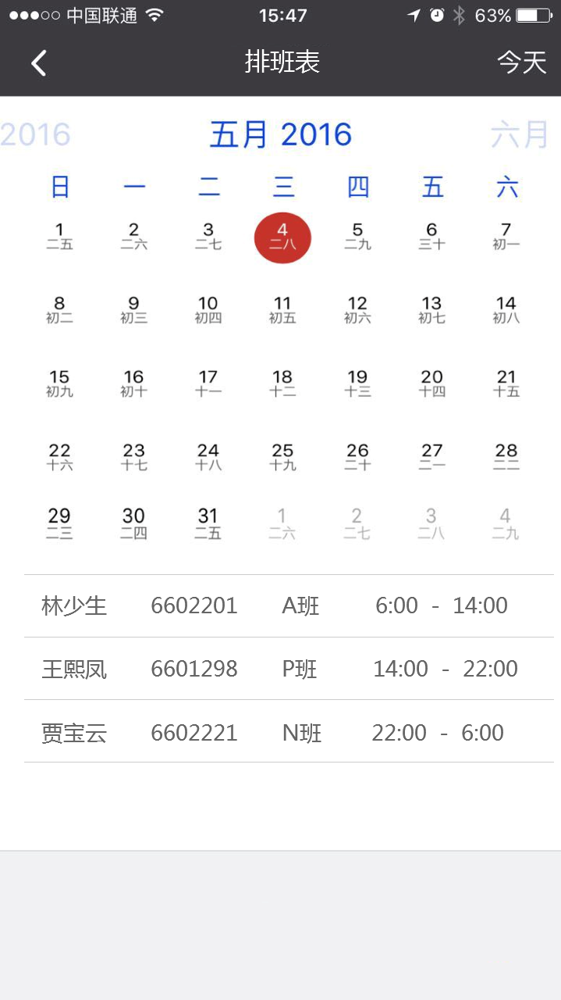 中国联通 15:47 63%
排班表 今天
2016 五月 2016 六月
日 一 二 三 四 五 六
1 2 3 4 5 6 7
二五 二六 二七 二八 二九 三十 初一
8 9 10 11 12 13 14
初二 初三 初四 初五 初六 初七 初八
15 16 17 18 19 20 21
初九 初十 十一 十二 十三 十四 十五
22 23 24 25 26 27 28
十六 十七 十八 十九 二十 二一 二二
29 30 31 1 2 3 4
二三 二四 二五 二六 二七 二八 二九
林少生 6602201 A班 6:00 - 14:00
王熙凤 6601298 P班 14:00 - 22:00
贾宝云 6602221 N班 22:00 - 6:00